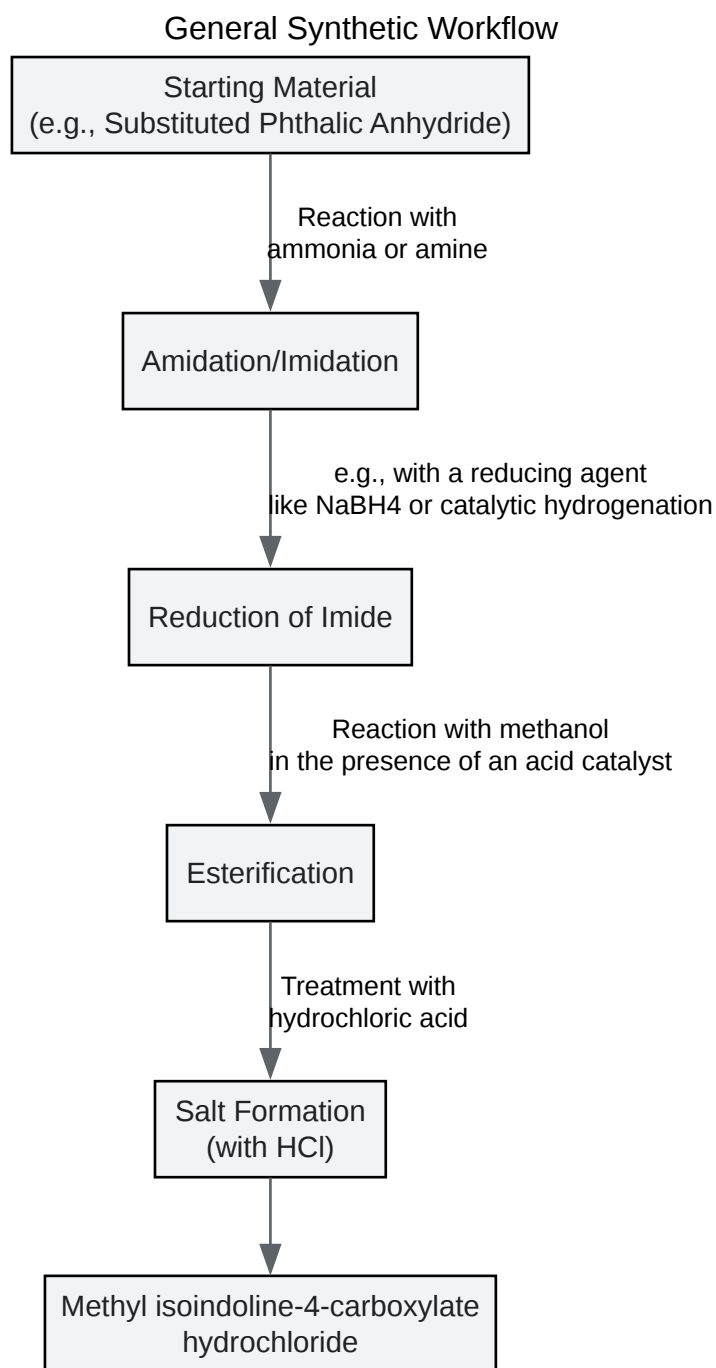 General Synthetic Workflow
Starting Material
(e.g., Substituted Phthalic Anhydride)
Reaction with
ammonia or amine
Amidation/Imidation
e.g., with a reducing agent
like NaBH4 or catalytic hydrogenation
Reduction of Imide
Reaction with methanol
in the presence of an acid catalyst
Esterification
Treatment with
hydrochloric acid
Salt Formation
(with HCl)
Methyl isoindoline-4-carboxylate
hydrochloride